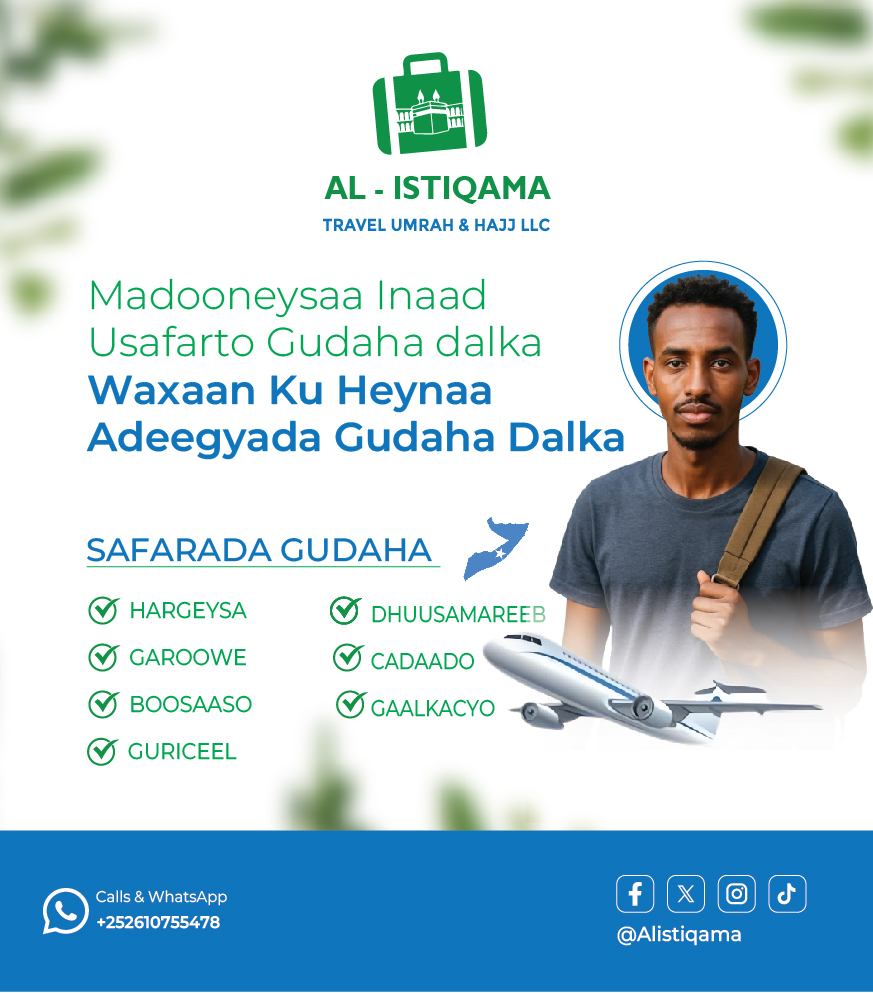 AL - ISTIQAMA
TRAVEL UMRAH & HAJJ LLC
Madooneysaa Inaad
Usafarto Gudaha dalka
Waxaan Ku Heynaa
Adeegyada Gudaha Dalka
SAFARADA GUDAHA
HARGEYSA
GAROOWE
BOOSAASO
GURICEEL
DHUUSAMAREEB
CADAADO
GAALKACYO
Calls & WhatsApp
+252610755478
@Alistiqama